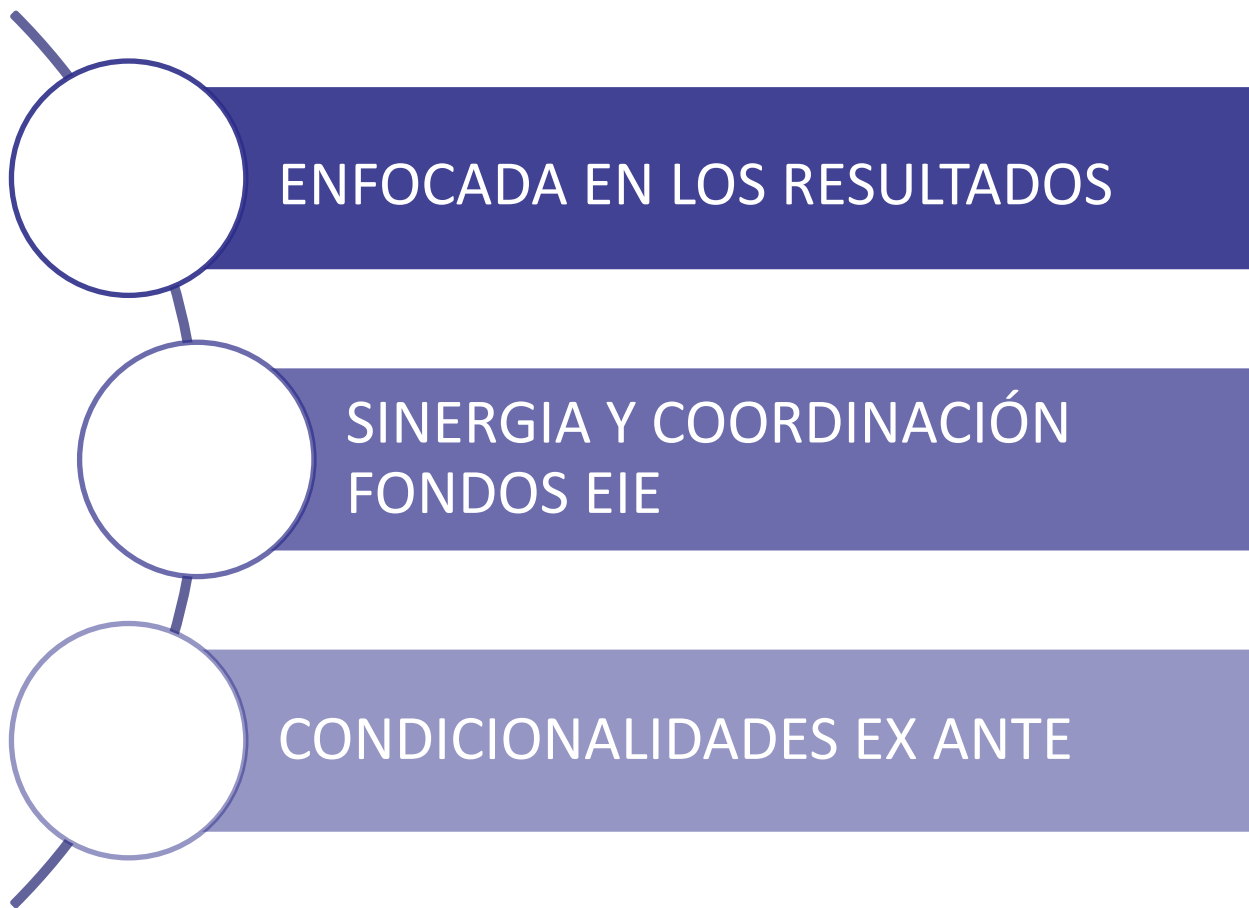 ENFOCADA EN LOS RESULTADOS
SINERGIA Y COORDINACIÓN
FONDOS EIE
CONDICIONALIDADES EX ANTE